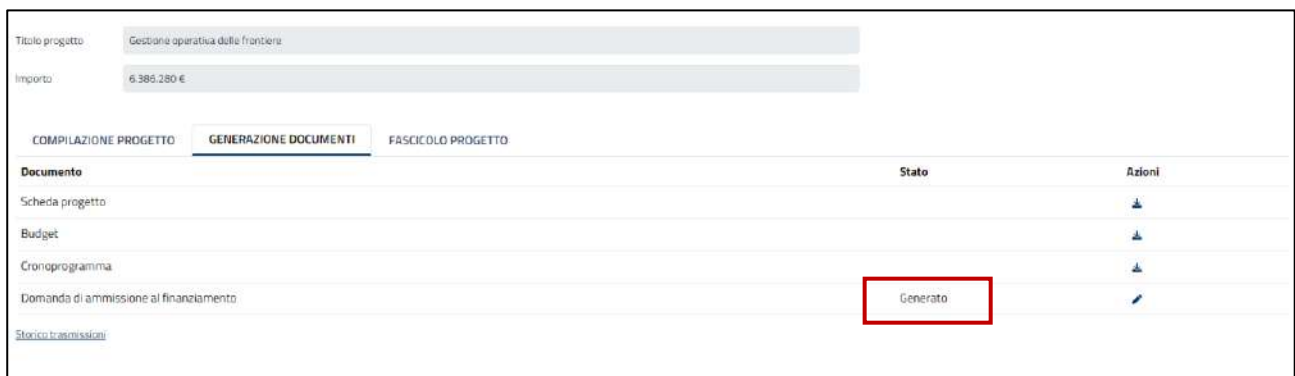 Titolo progetto Gestione operativa delle frontiere
Importo 6.386.280 €
COMPILAZIONE PROGETTO GENERAZIONE DOCUMENTI FASCICOLO PROGETTO
Documento Stato Azioni
Scheda progetto
Budget
Cronoprogramma
Domanda di ammissione al finanziamento Generato
Storico trasmissioni